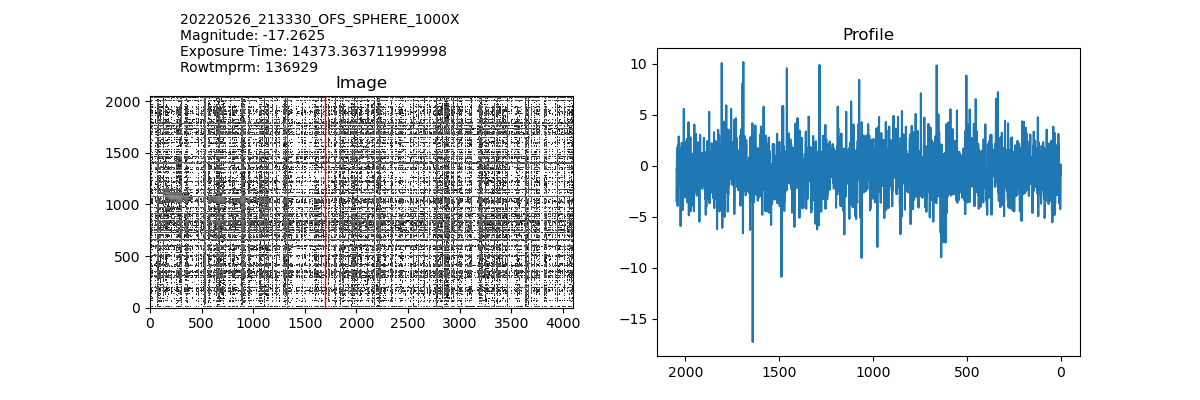 20220526_213330_OFS_SPHERE_1000X
Magnitude: -17.2625
Exposure Time: 14373.363711999998
Rowtmprm: 136929
Image
2000
1500
1000
500
0
0 500 1000 1500 2000 2500 3000 3500 4000
Profile
10
5
0
−5
−10
−15
2000 1500 1000 500 0